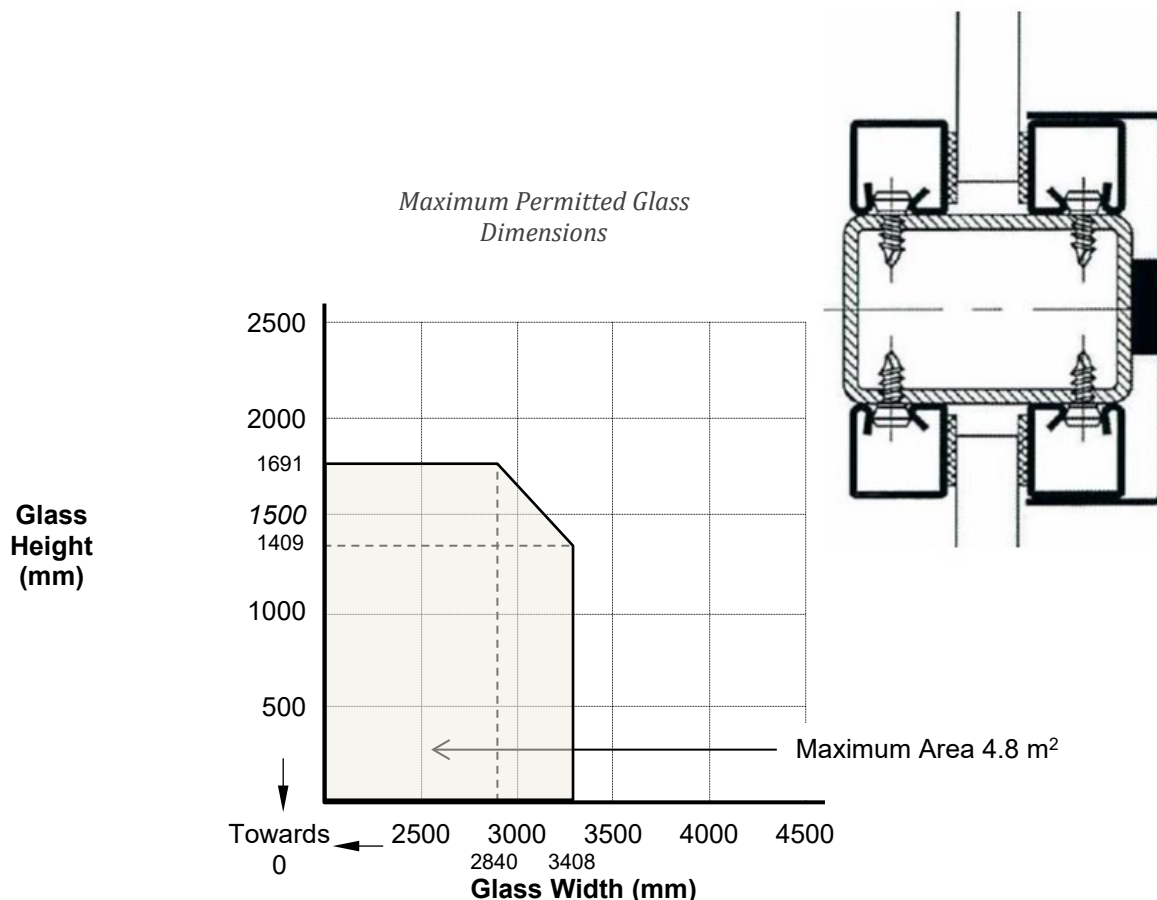 Maximum Permitted Glass
Dimensions
2500
2000
1691
1500
1409
1000
500
Glass
Height
(mm)
Maximum Area 4.8 m²
Towards
0
2500
3000
3500
4000
4500
2840
3408
Glass Width (mm)